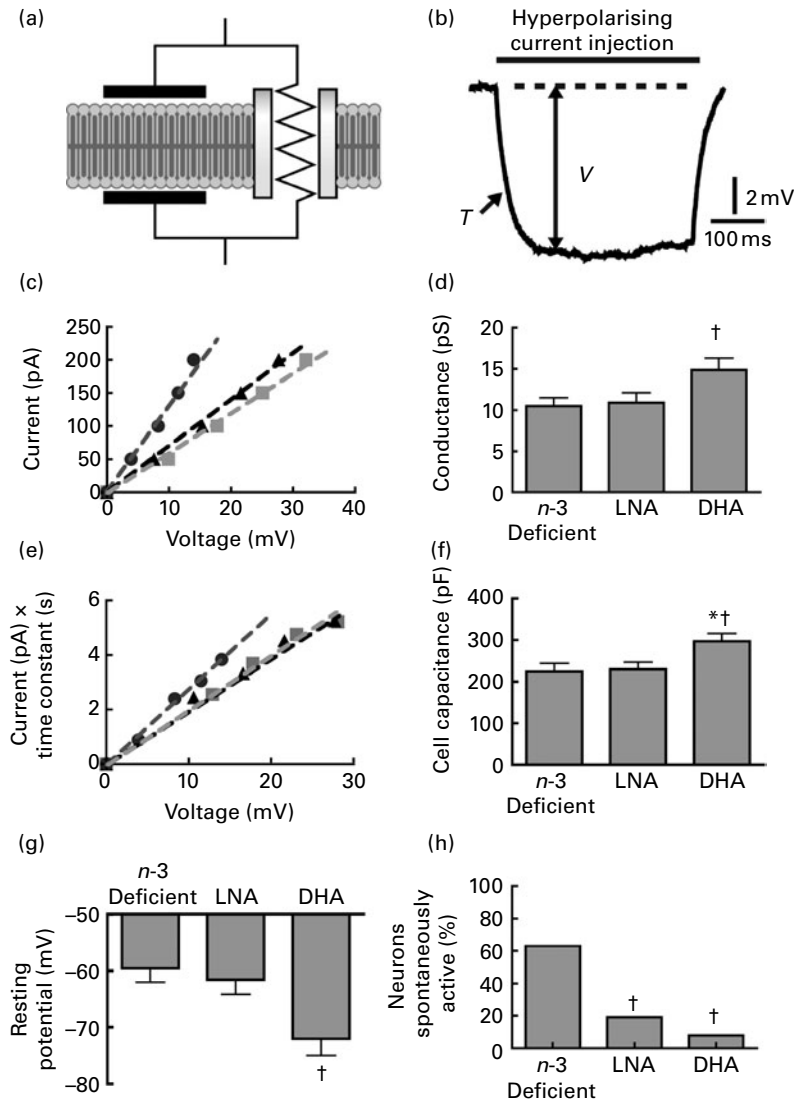 (a)
(b)
Hyperpolarising
current injection
V
T
2 mV
100 ms
(c)
Current (pA)
250
200
150
100
50
0
0
10
20
30
40
Voltage (mV)
(d)
Conductance (pS)
20
15
10
5
0
n-3
Deficient
LNA
DHA
†
(e)
Current (pA) ×
time constant (s)
6
4
2
0
0
10
20
30
Voltage (mV)
(f)
Cell capacitance (pF)
400
300
200
100
0
n-3
Deficient
LNA
DHA
*†
(g)
n-3
Deficient
LNA
DHA
Resting
potential (mV)
–50
–60
–70
–80
†
(h)
Neurons
spontaneously
active (%)
100
80
60
40
20
0
n-3
Deficient
LNA
DHA
†
†